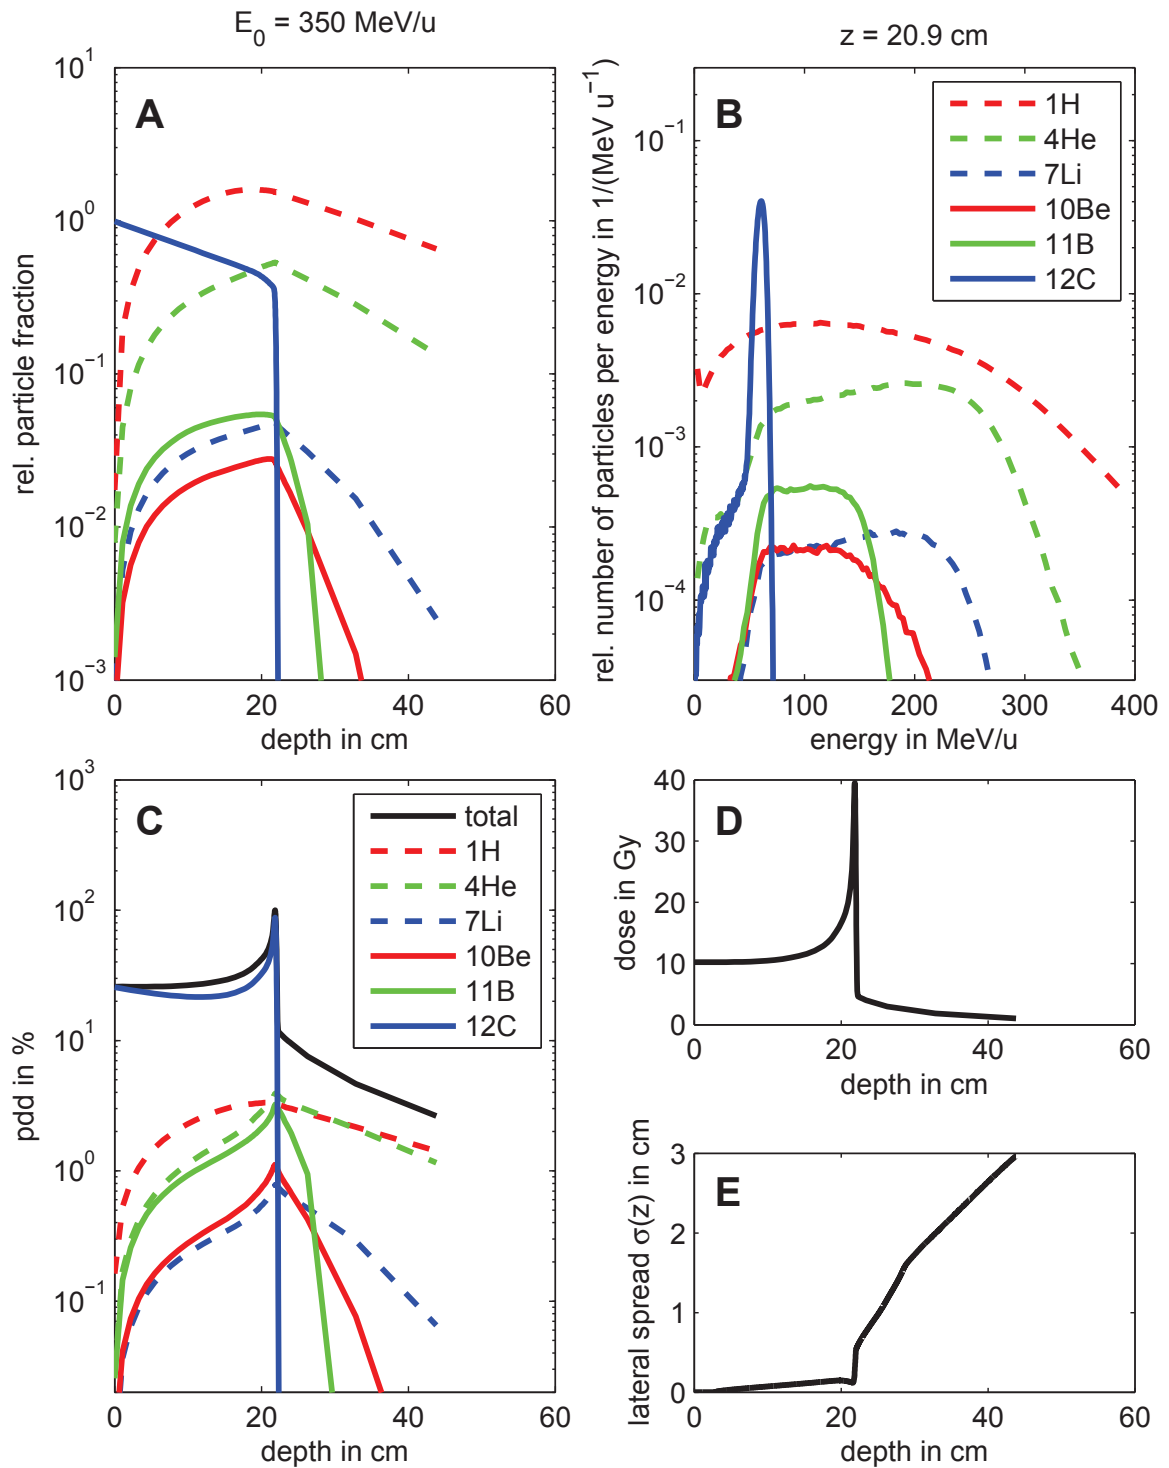 E0 = 350 MeV/u
z = 20.9 cm
A
rel. particle fraction
10^1
10^0
10^−1
10^−2
10^−3
0 20 40 60
depth in cm
B
rel. number of particles per energy in 1/(MeV u^−1)
10^−1
10^−2
10^−3
10^−4
1H
4He
7Li
10Be
11B
12C
0 100 200 300 400
energy in MeV/u
C
pdd in %
10^3
10^2
10^1
10^0
10^−1
total
1H
4He
7Li
10Be
11B
12C
0 20 40 60
depth in cm
D
dose in Gy
40
30
20
10
0
0 20 40 60
depth in cm
E
lateral spread σ(z) in cm
3
2
1
0
0 20 40 60
depth in cm